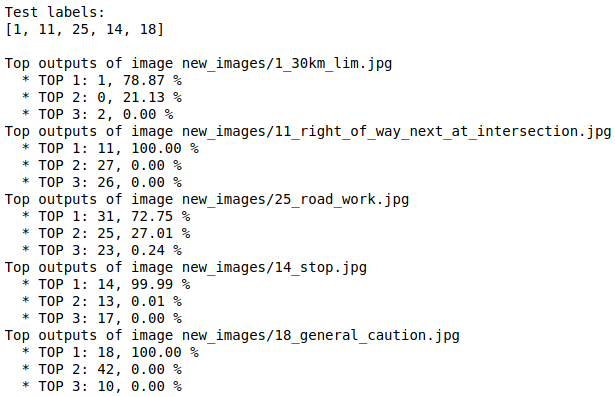 Test labels:
[1, 11, 25, 14, 18]
Top outputs of image new_images/1_30km_lim.jpg
* TOP 1: 1, 78.87 %
* TOP 2: 0, 21.13 %
* TOP 3: 2, 0.00 %
Top outputs of image new_images/11_right_of_way_next_at_intersection.jpg
* TOP 1: 11, 100.00 %
* TOP 2: 27, 0.00 %
* TOP 3: 26, 0.00 %
Top outputs of image new_images/25_road_work.jpg
* TOP 1: 31, 72.75 %
* TOP 2: 25, 27.01 %
* TOP 3: 23, 0.24 %
Top outputs of image new_images/14_stop.jpg
* TOP 1: 14, 99.99 %
* TOP 2: 13, 0.01 %
* TOP 3: 17, 0.00 %
Top outputs of image new_images/18_general_caution.jpg
* TOP 1: 18, 100.00 %
* TOP 2: 42, 0.00 %
* TOP 3: 10, 0.00 %